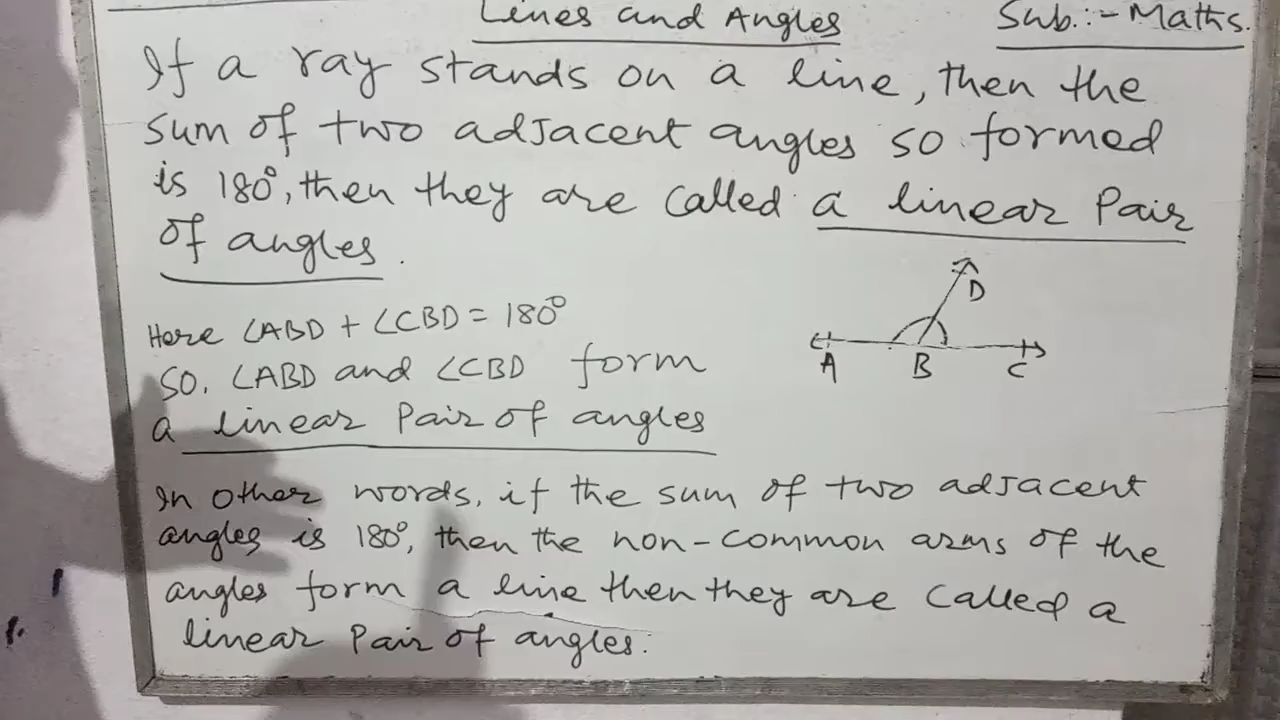 Lines and Angles
Sub.:- Maths.
If a ray stands on a line, then the
sum of two adjacent angles so formed
is 180°, then they are called a linear Pair
of angles.
D
A B C
Here ∠ABD + ∠CBD = 180°
SO, ∠ABD and ∠CBD form
a linear Pair of angles
In other words, if the sum of two adjacent
angles is 180°, then the non-common arms of the
angles form a line then they are called a
linear Pair of angles.